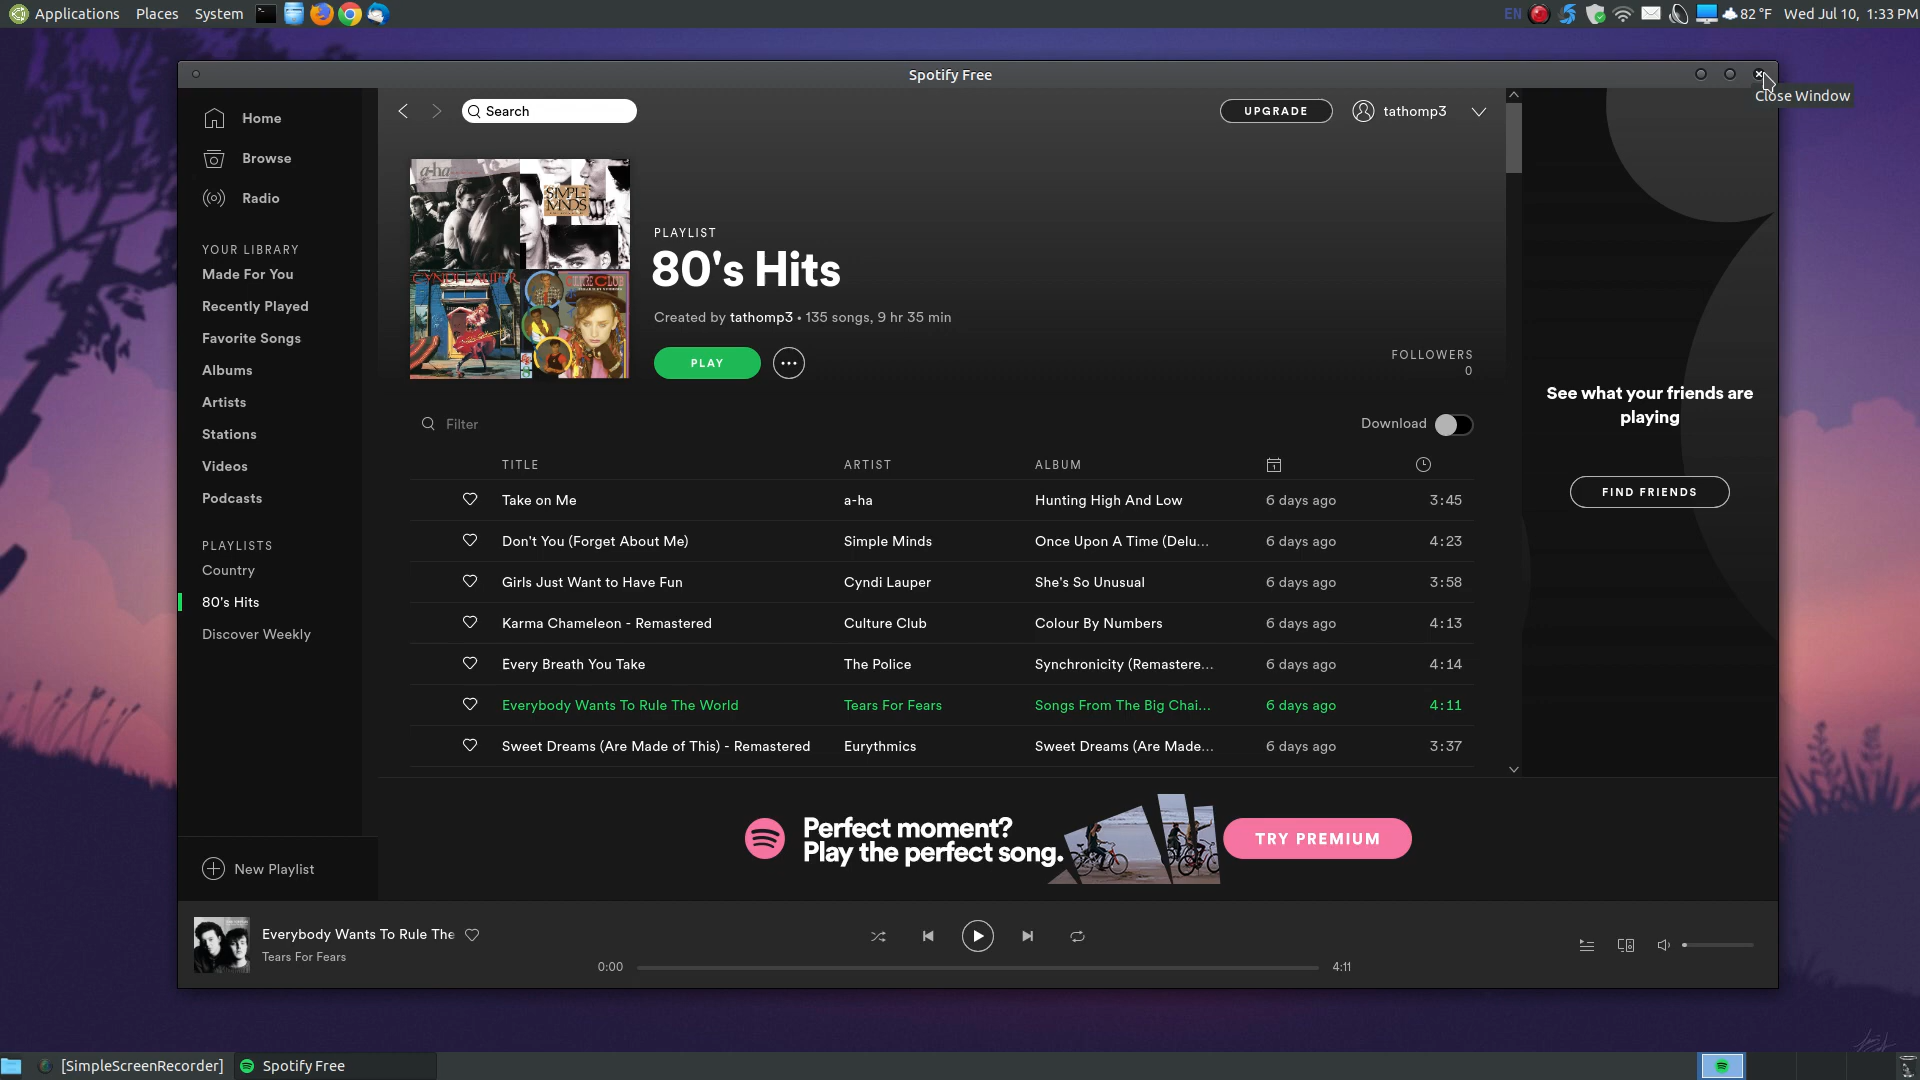 Applications Places System EN 82 °F Wed Jul 10, 1:33 PM
Spotify Free
Close Window
Home
Browse
Radio
YOUR LIBRARY
Made For You
Recently Played
Favorite Songs
Albums
Artists
Stations
Videos
Podcasts
PLAYLISTS
Country
80's Hits
Discover Weekly
New Playlist
Search
UPGRADE
tathomp3
a-ha
SIMPLE
MINDS
CYNDI LAUPER
PLAYLIST
80's Hits
Created by tathomp3 • 135 songs, 9 hr 35 min
PLAY
FOLLOWERS
0
Filter
Download
TITLE ARTIST ALBUM
Take on Me a-ha Hunting High And Low 6 days ago 3:45
Don't You (Forget About Me) Simple Minds Once Upon A Time (Delu... 6 days ago 4:23
Girls Just Want to Have Fun Cyndi Lauper She's So Unusual 6 days ago 3:58
Karma Chameleon - Remastered Culture Club Colour By Numbers 6 days ago 4:13
Every Breath You Take The Police Synchronicity (Remastere... 6 days ago 4:14
Everybody Wants To Rule The World Tears For Fears Songs From The Big Chai... 6 days ago 4:11
Sweet Dreams (Are Made of This) - Remastered Eurythmics Sweet Dreams (Are Made... 6 days ago 3:37
See what your friends are
playing
FIND FRIENDS
Perfect moment?
Play the perfect song.
TRY PREMIUM
Everybody Wants To Rule The
Tears For Fears
0:00
4:11
[SimpleScreenRecorder] Spotify Free